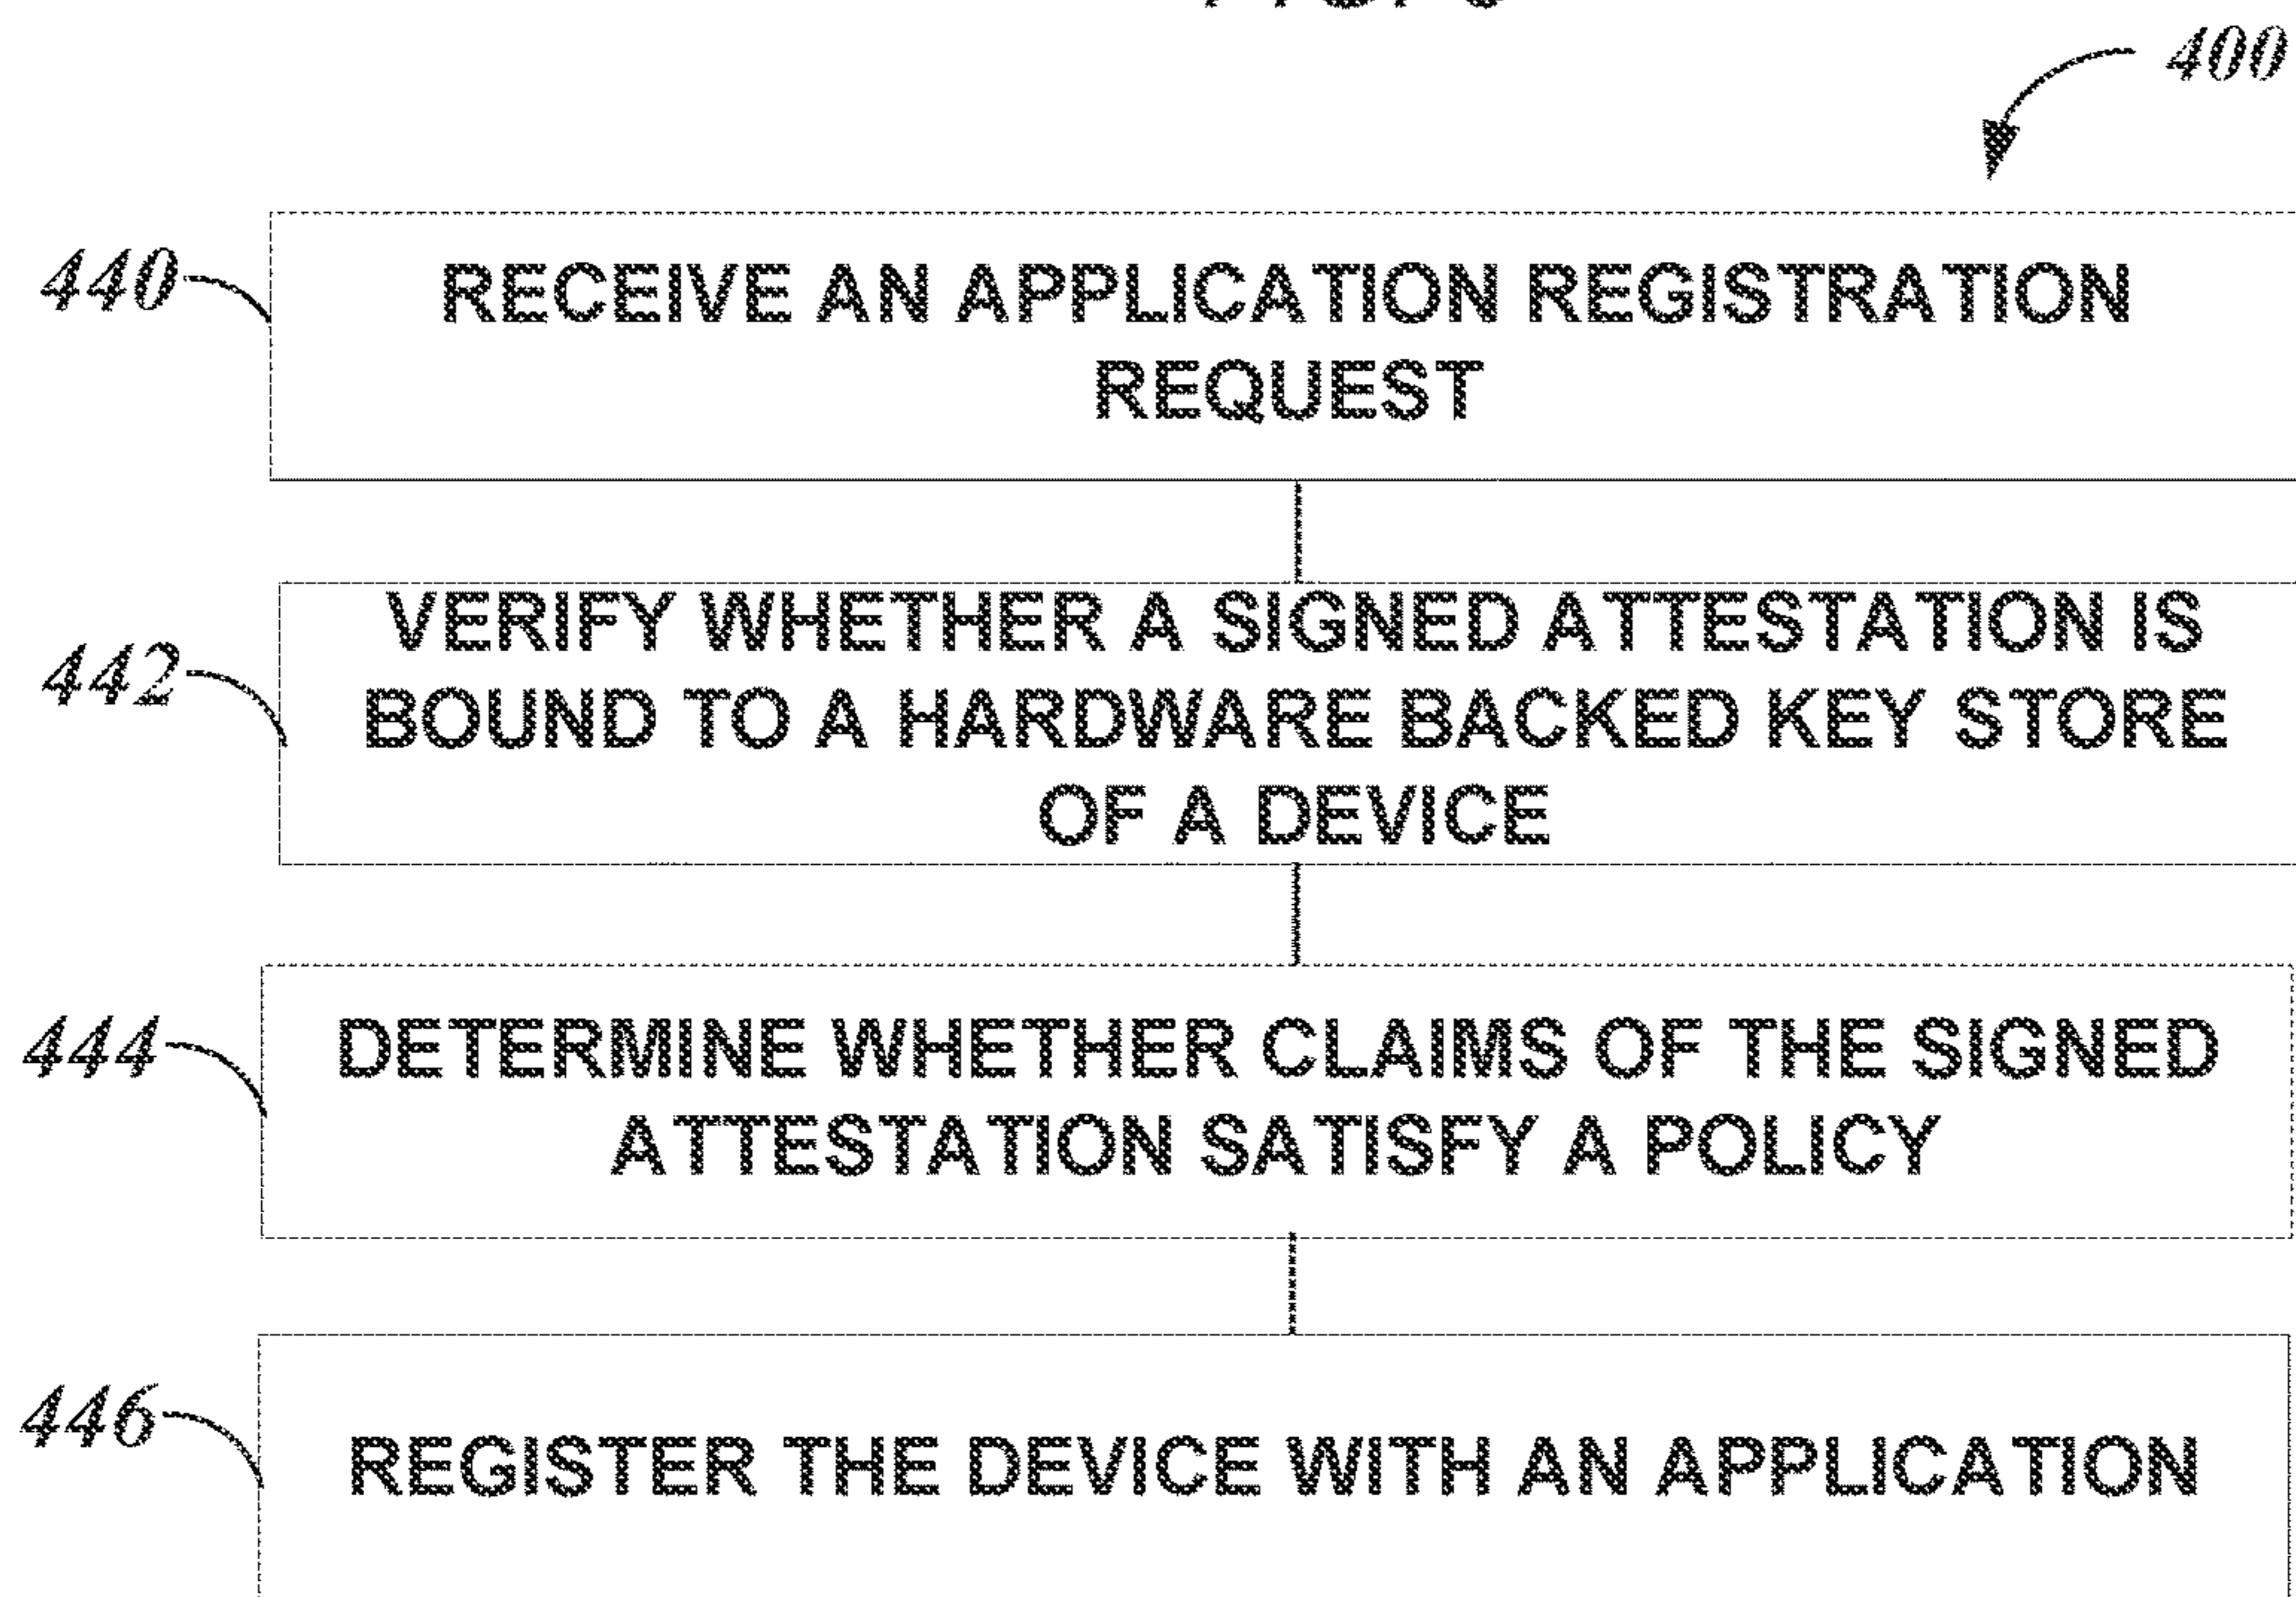 400
440
RECEIVE AN APPLICATION REGISTRATION
REQUEST
442
VERIFY WHETHER A SIGNED ATTESTATION IS
BOUND TO A HARDWARE BACKED KEY STORE
OF A DEVICE
444
DETERMINE WHETHER CLAIMS OF THE SIGNED
ATTESTATION SATISFY A POLICY
446
REGISTER THE DEVICE WITH AN APPLICATION